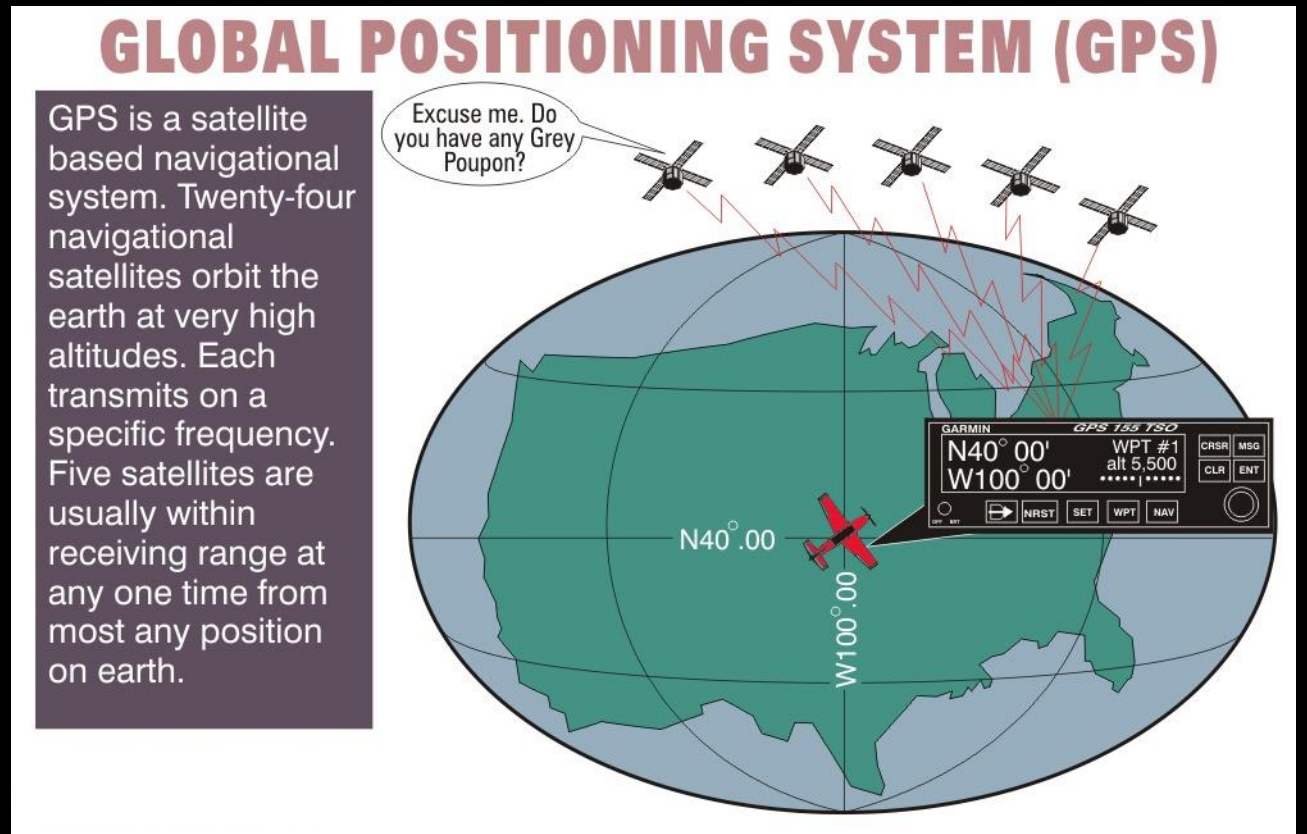 GLOBAL POSITIONING SYSTEM (GPS)
GPS is a satellite
based navigational
system. Twenty-four
navigational
satellites orbit the
earth at very high
altitudes. Each
transmits on a
specific frequency.
Five satellites are
usually within
receiving range at
any one time from
most any position
on earth.
Excuse me. Do
you have any Grey
Poupon?
GARMIN GPS 155 TSO
N40° 00' WPT #1
W100° 00' alt 5,500
CRSR MSG
CLR ENT
NRST SET WPT NAV
N40°.00
W100°.00